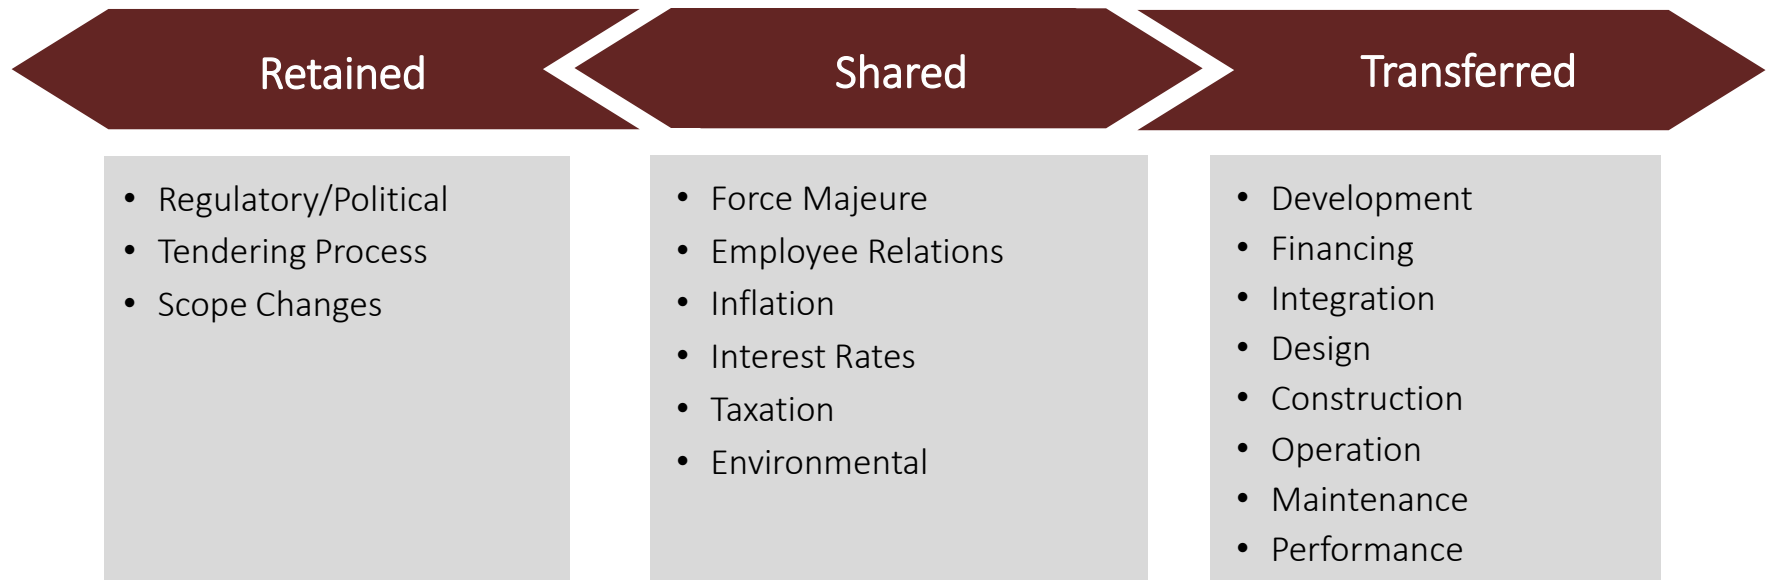 Retained
Shared
Transferred
• Regulatory/Political
• Tendering Process
• Scope Changes
• Force Majeure
• Employee Relations
• Inflation
• Interest Rates
• Taxation
• Environmental
• Development
• Financing
• Integration
• Design
• Construction
• Operation
• Maintenance
• Performance